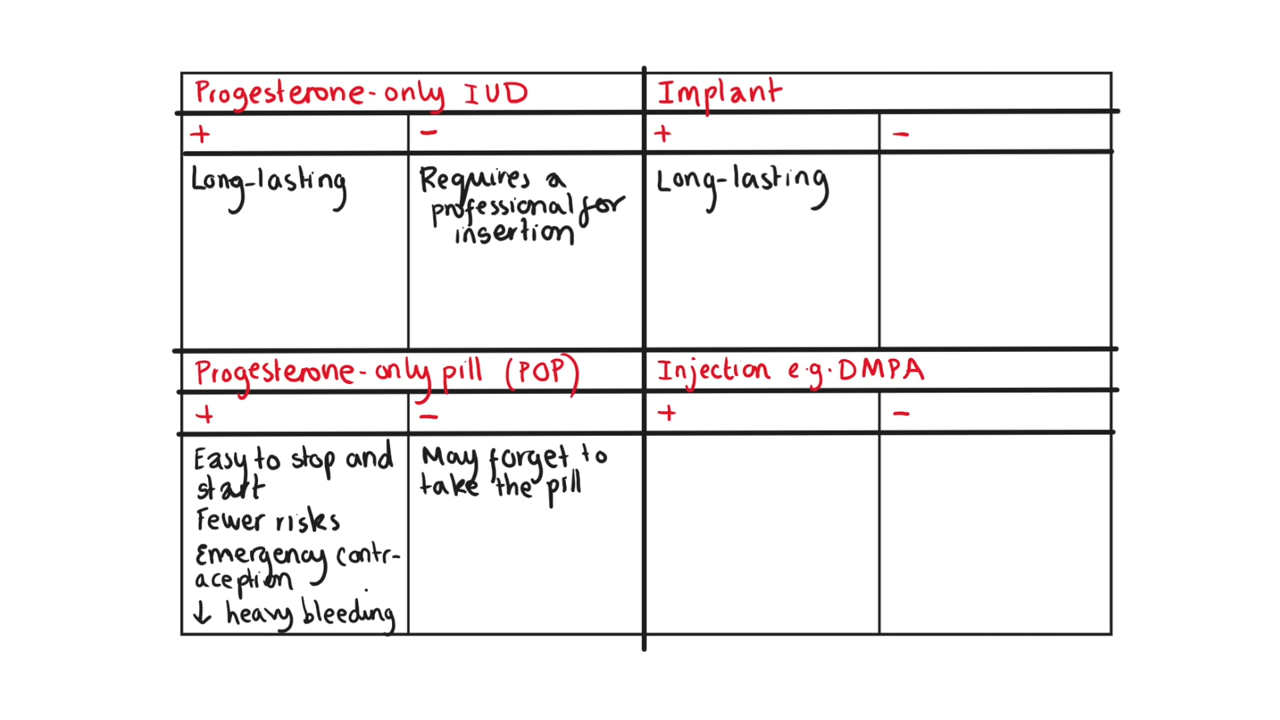 Progesterone-only IUD
+
-
Long-lasting
Requires a
professional for
insertion
Implant
+
-
Long-lasting
Progesterone-only pill (POP)
+
-
Easy to stop and
start
Fewer risks
Emergency contr-
aception
↓ heavy bleeding
May forget to
take the pill
Injection e.g. DMPA
+
-